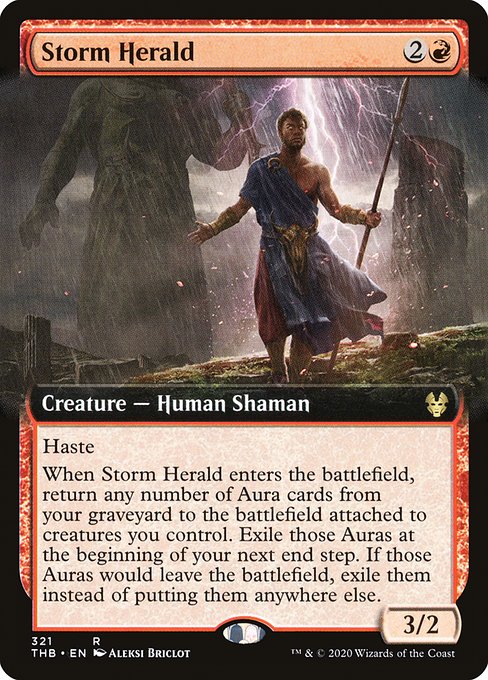 Storm Herald 2
Creature — Human Shaman
Haste
When Storm Herald enters the battlefield,
return any number of Aura cards from
your graveyard to the battlefield attached to
creatures you control. Exile those Auras at
the beginning of your next end step. If those
Auras would leave the battlefield, exile them
instead of putting them anywhere else.
3/2
321 R
THB • EN Aleksi Briclot
™ & © 2020 Wizards of the Coast